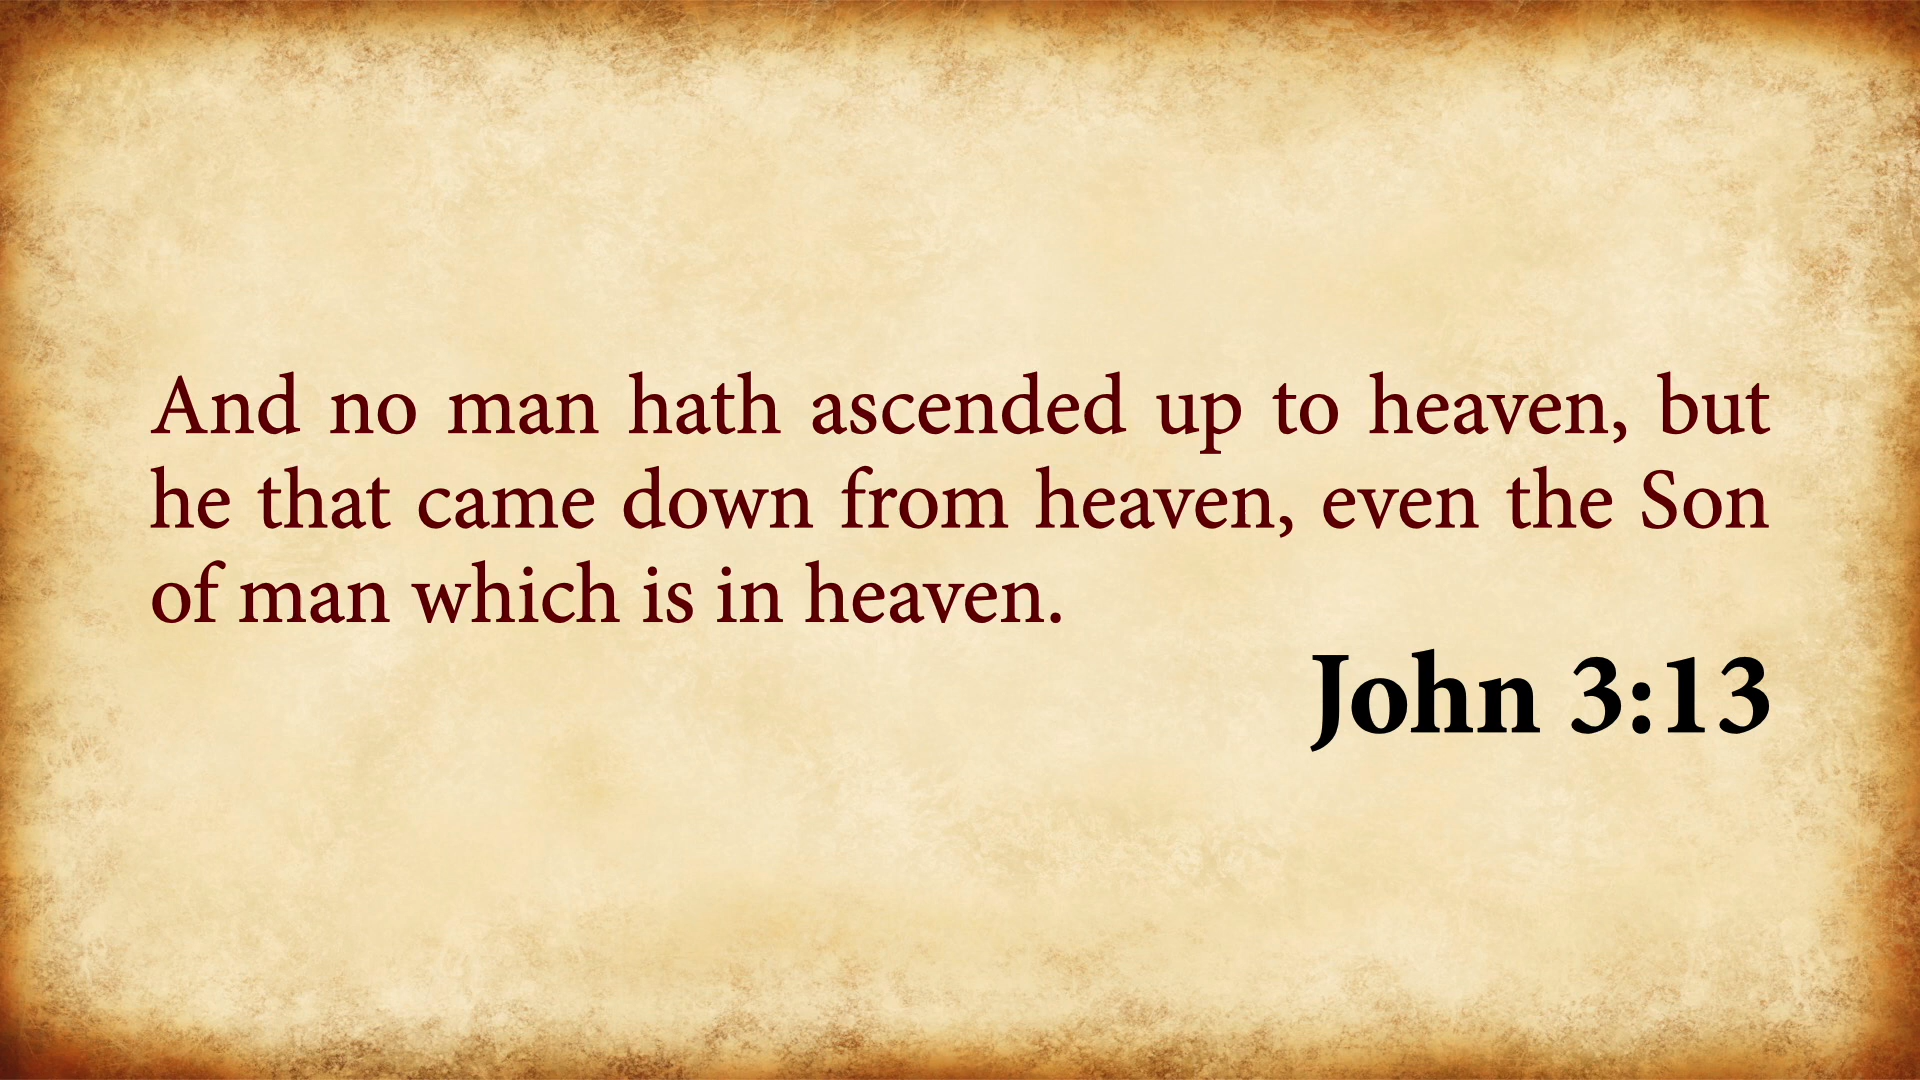 And no man hath ascended up to heaven, but
he that came down from heaven, even the Son
of man which is in heaven.
John 3:13